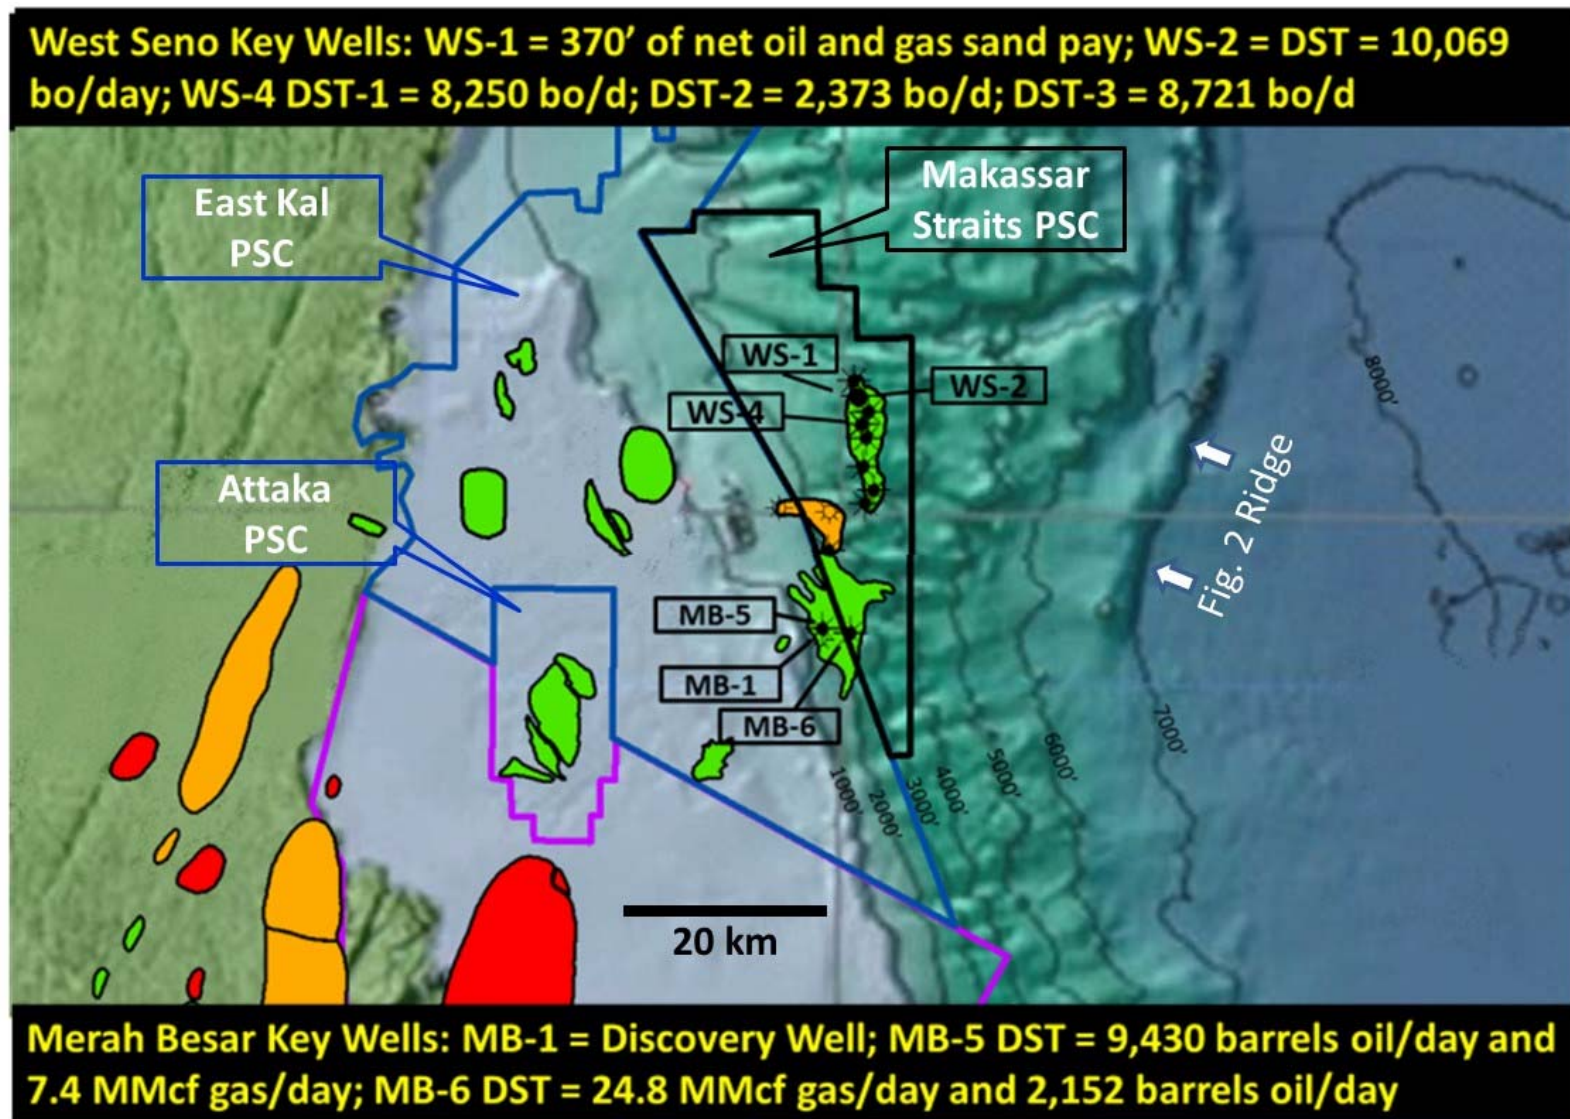 West Seno Key Wells: WS-1 = 370’ of net oil and gas sand pay; WS-2 = DST = 10,069
bo/day; WS-4 DST-1 = 8,250 bo/d; DST-2 = 2,373 bo/d; DST-3 = 8,721 bo/d
East Kal
PSC
Makassar
Straits PSC
WS-1
WS-2
WS-4
8000'
Attaka
PSC
Fig. 2 Ridge
MB-5
MB-1
MB-6
1000'
2000'
3000'
4000'
5000'
6000'
7000'
20 km
Merah Besar Key Wells: MB-1 = Discovery Well; MB-5 DST = 9,430 barrels oil/day and
7.4 MMcf gas/day; MB-6 DST = 24.8 MMcf gas/day and 2,152 barrels oil/day